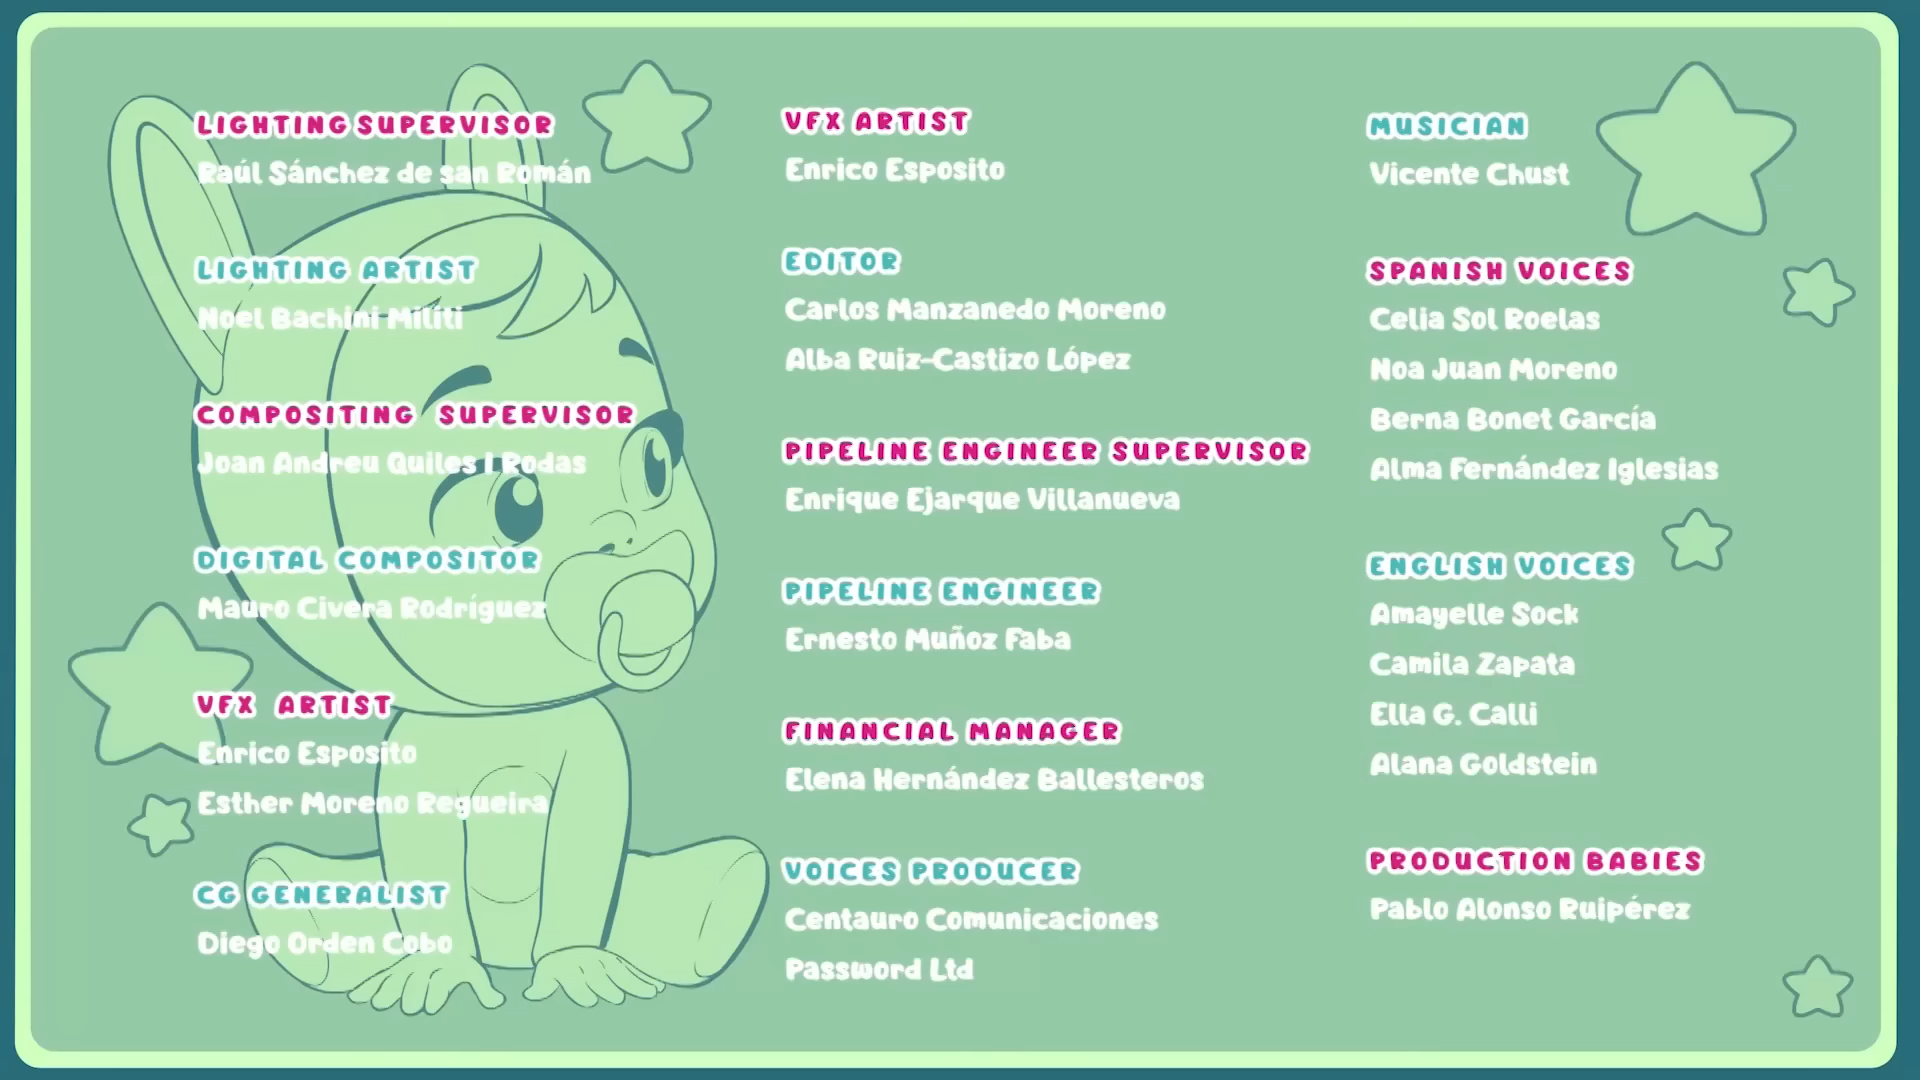 LIGHTING SUPERVISOR
Raúl Sánchez de san Román
LIGHTING ARTIST
Noel Bachini Militi
COMPOSITING SUPERVISOR
Joan Andreu Quiles I Rodas
DIGITAL COMPOSITOR
Mauro Civera Rodríguez
VFX ARTIST
Enrico Esposito
Esther Moreno Regueira
CG GENERALIST
Diego Orden Cobo
VFX ARTIST
Enrico Esposito
EDITOR
Carlos Manzanedo Moreno
Alba Ruiz-Castizo López
PIPELINE ENGINEER SUPERVISOR
Enrique Ejarque Villanueva
PIPELINE ENGINEER
Ernesto Muñoz Faba
FINANCIAL MANAGER
Elena Hernández Ballesteros
VOICES PRODUCER
Centauro Comunicaciones
Password Ltd
MUSICIAN
Vicente Chust
SPANISH VOICES
Celia Sol Roelas
Noa Juan Moreno
Berna Bonet García
Alma Fernández Iglesias
ENGLISH VOICES
Amayelle Sock
Camila Zapata
Ella G. Calli
Alana Goldstein
PRODUCTION BABIES
Pablo Alonso Ruipérez